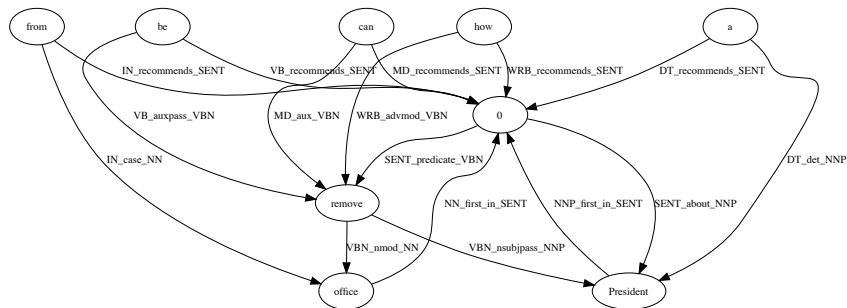 from
be
can
how
a
IN_recommends_SENT
VB_recommends_SENT
MD_recommends_SENT
WRB_recommends_SENT
DT_recommends_SENT
VB_auxpass_VBN
MD_aux_VBN
WRB_advmod_VBN
0
IN_case_NN
SENT_predicate_VBN
DT_det_NNP
remove
NN_first_in_SENT
NNP_first_in_SENT
SENT_about_NNP
VBN_nmod_NN
VBN_nsubjpass_NNP
office
President